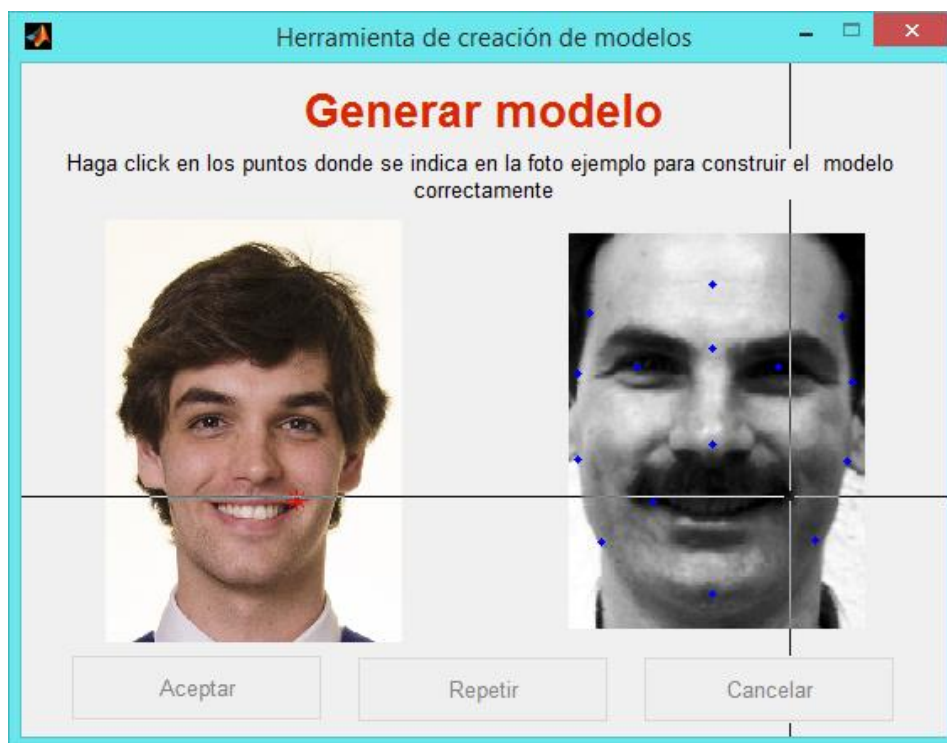 Herramienta de creación de modelos
Generar modelo
Haga click en los puntos donde se indica en la foto ejemplo para construir el  modelo
correctamente
Aceptar
Repetir
Cancelar